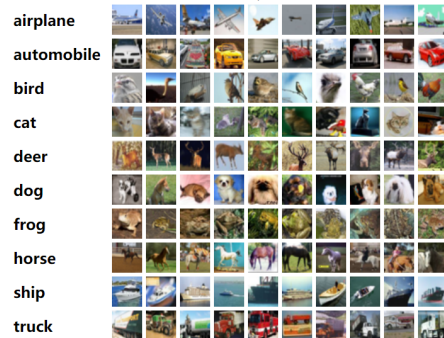 airplane
automobile
bird
cat
deer
dog
frog
horse
ship
truck